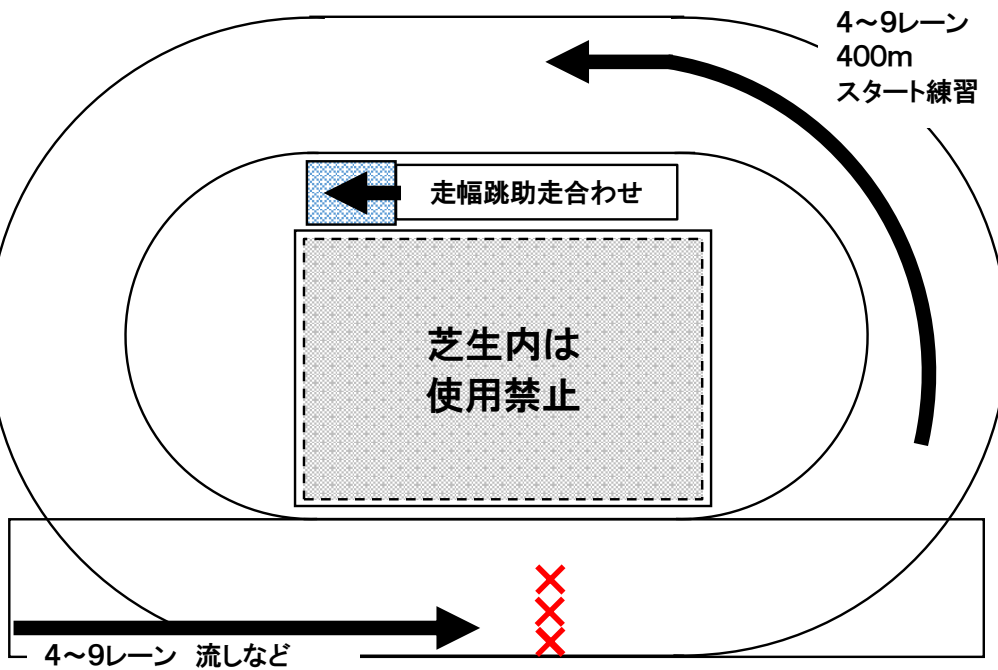 4～9レーン
400m
スタート練習
走幅跳助走合わせ
芝生内は
使用禁止
4～9レーン 流しなど